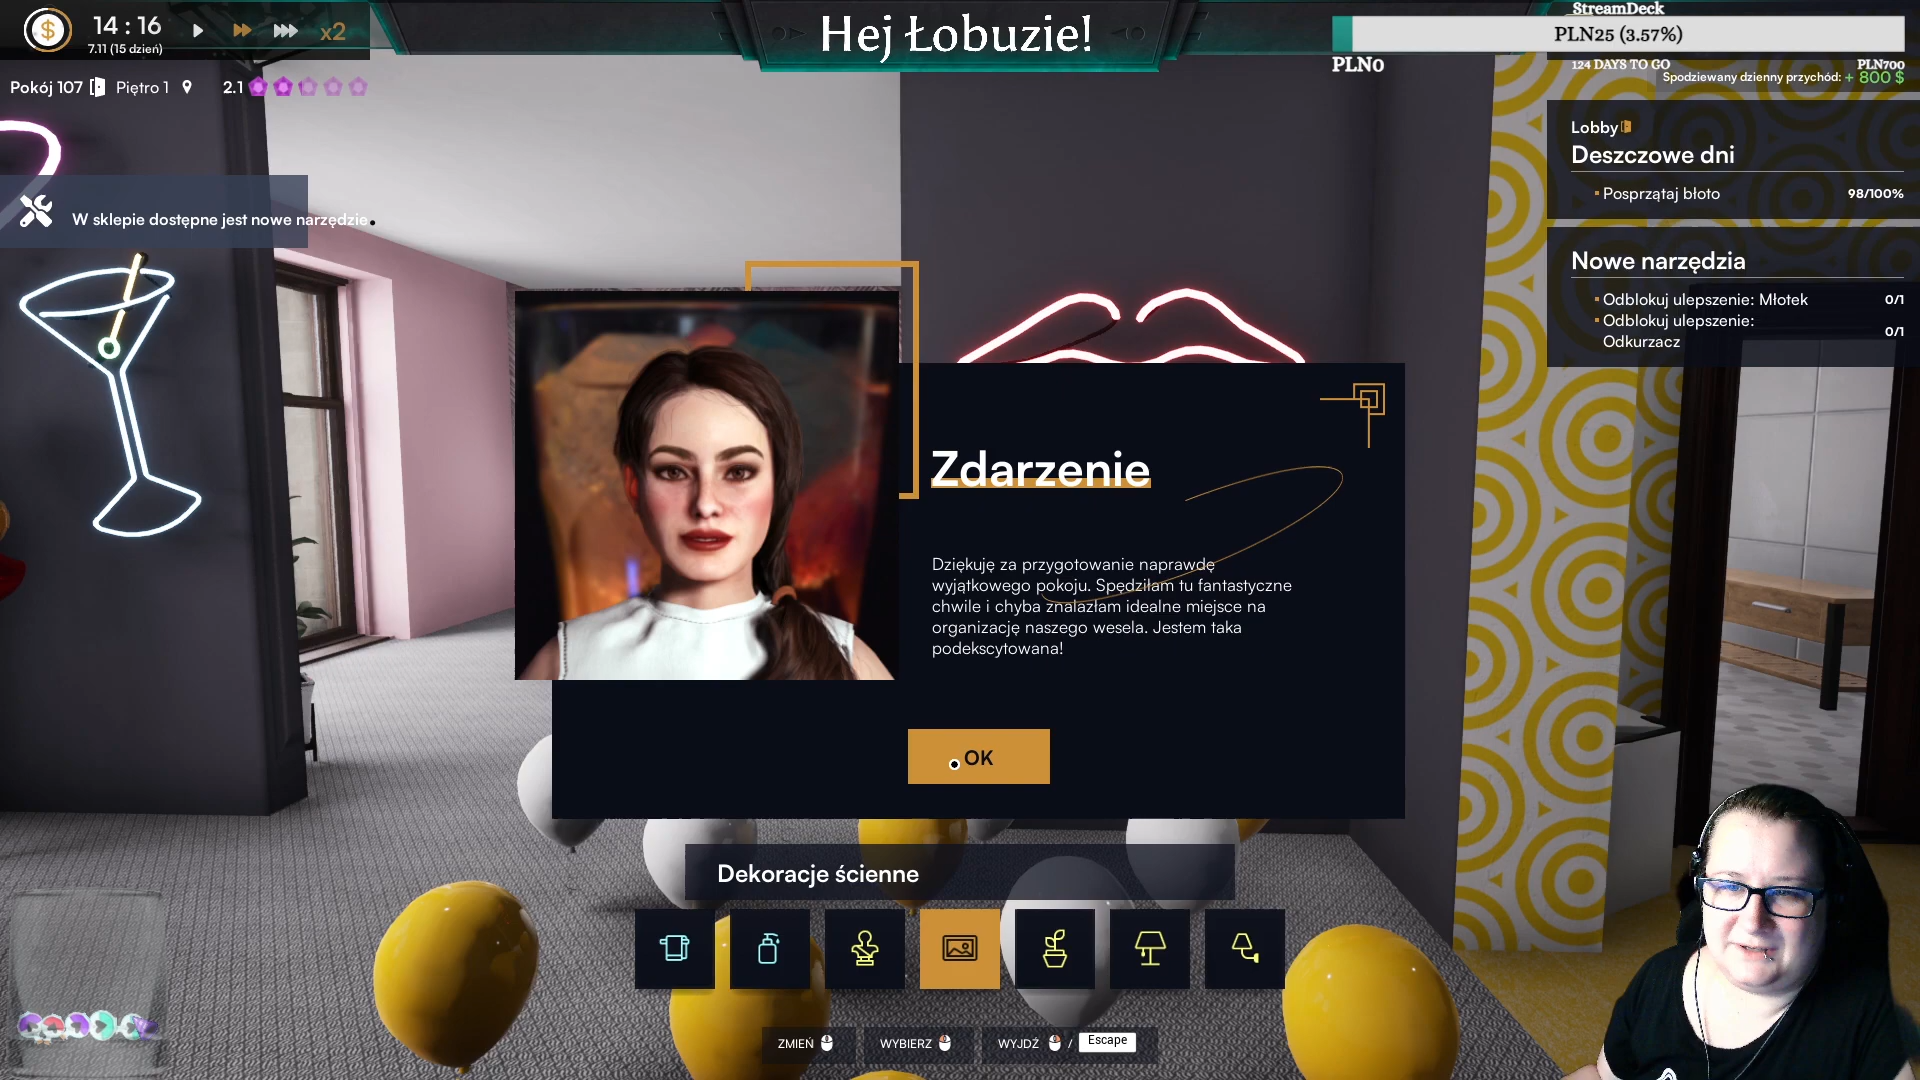 14 : 16
x2
7.11 (15 dzień)
Hej Łobuzie!
StreamDeck
PLN25 (3.57%)
PLN0
124 DAYS TO GO
PLN700
Spodziewany dzienny przychód: + 800 $
Pokój 107
Piętro 1
2.1
Lobby
Deszczowe dni
Posprzątaj błoto
98/100%
W sklepie dostępne jest nowe narzędzie.
Nowe narzędzia
Odblokuj ulepszenie: Młotek
0/1
Odblokuj ulepszenie:
Odkurzacz
0/1
Zdarzenie
Dziękuję za przygotowanie naprawdę
wyjątkowego pokoju. Spędziłam tu fantastyczne
chwile i chyba znalazłam idealne miejsce na
organizację naszego wesela. Jestem taka
podekscytowana!
OK
Dekoracje ścienne
ZMIEŃ
WYBIERZ
WYJDŹ
/
Escape